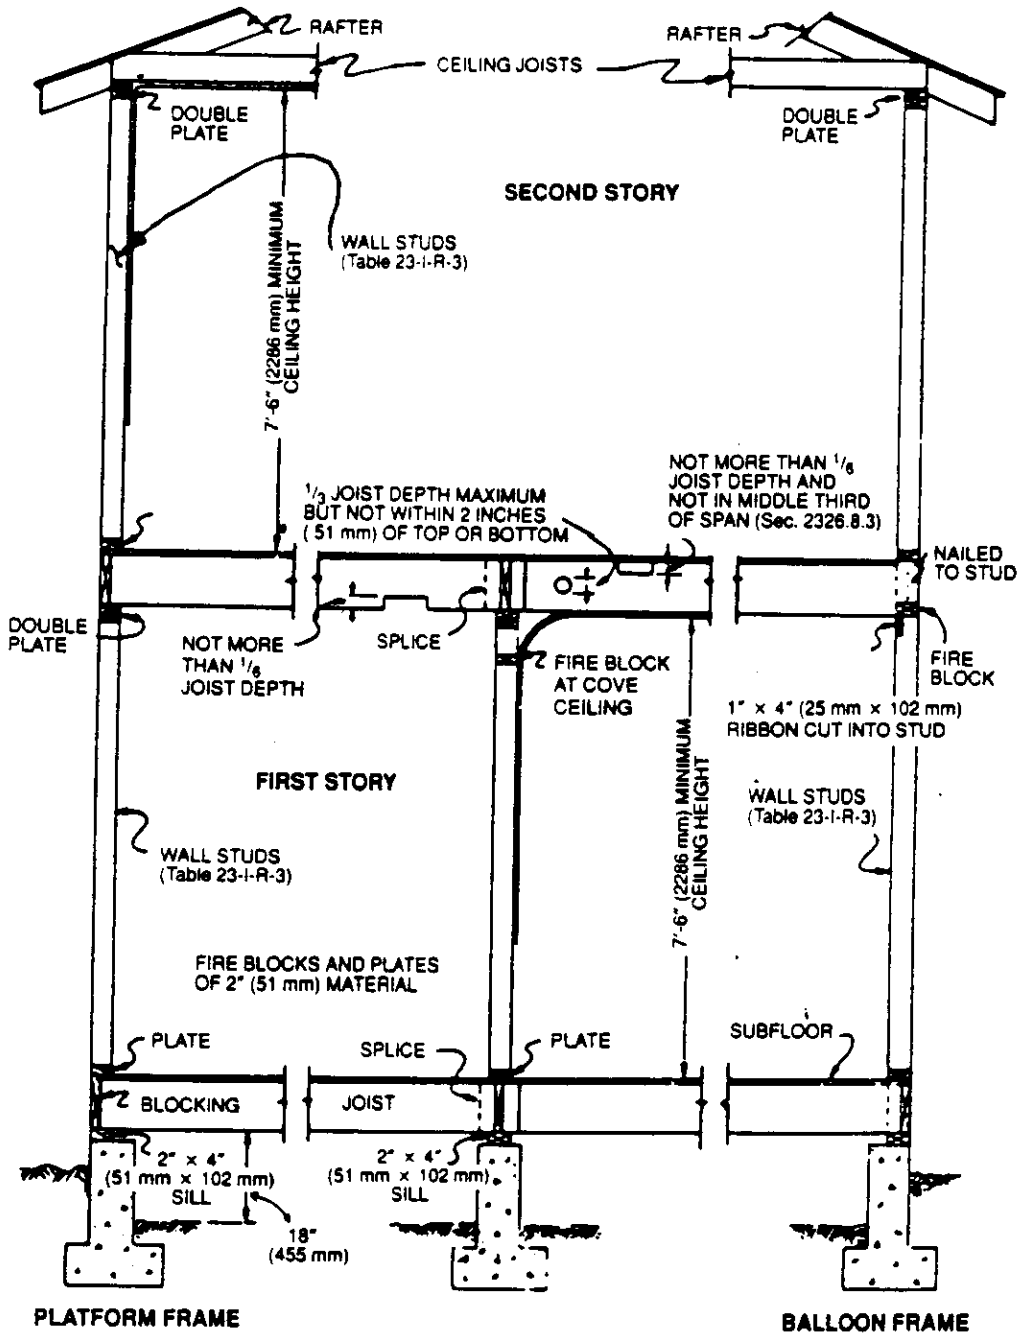 RAFTER
RAFTER
CEILING JOISTS
DOUBLE
PLATE
DOUBLE
PLATE
SECOND STORY
WALL STUDS
(Table 23-I-R-3)
7'-6" (2286 mm) MINIMUM
CEILING HEIGHT
NOT MORE THAN 1/6
JOIST DEPTH AND
NOT IN MIDDLE THIRD
OF SPAN (Sec. 2326.8.3)
1/3 JOIST DEPTH MAXIMUM
BUT NOT WITHIN 2 INCHES
( 51 mm) OF TOP OR BOTTOM
NAILED
TO STUD
DOUBLE
PLATE
NOT MORE
THAN 1/6
JOIST DEPTH
SPLICE
FIRE BLOCK
AT COVE
CEILING
FIRE
BLOCK
1" × 4" (25 mm × 102 mm)
RIBBON CUT INTO STUD
FIRST STORY
7'-6" (2286 mm) MINIMUM
CEILING HEIGHT
WALL STUDS
(Table 23-I-R-3)
WALL STUDS
(Table 23-I-R-3)
FIRE BLOCKS AND PLATES
OF 2" (51 mm) MATERIAL
PLATE
SPLICE
PLATE
SUBFLOOR
BLOCKING
JOIST
2" × 4"
(51 mm × 102 mm)
SILL
2" × 4"
(51 mm × 102 mm)
SILL
18"
(455 mm)
PLATFORM FRAME
BALLOON FRAME